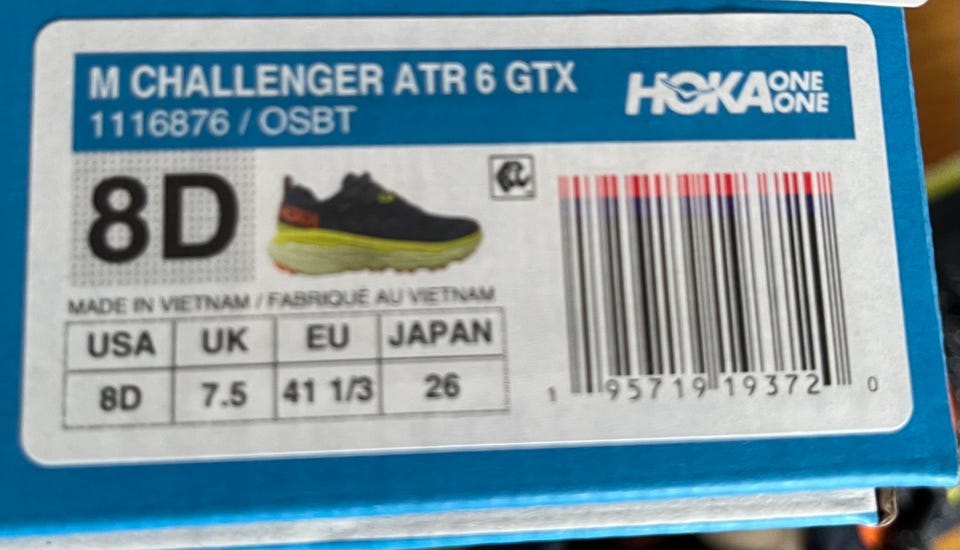 M CHALLENGER ATR 6 GTX
1116876 / OSBT
HOKA ONE ONE
8D
MADE IN VIETNAM / FABRIQUÉ AU VIETNAM
USA UK EU JAPAN
8D 7.5 41 1/3 26
1 95719 19372 0